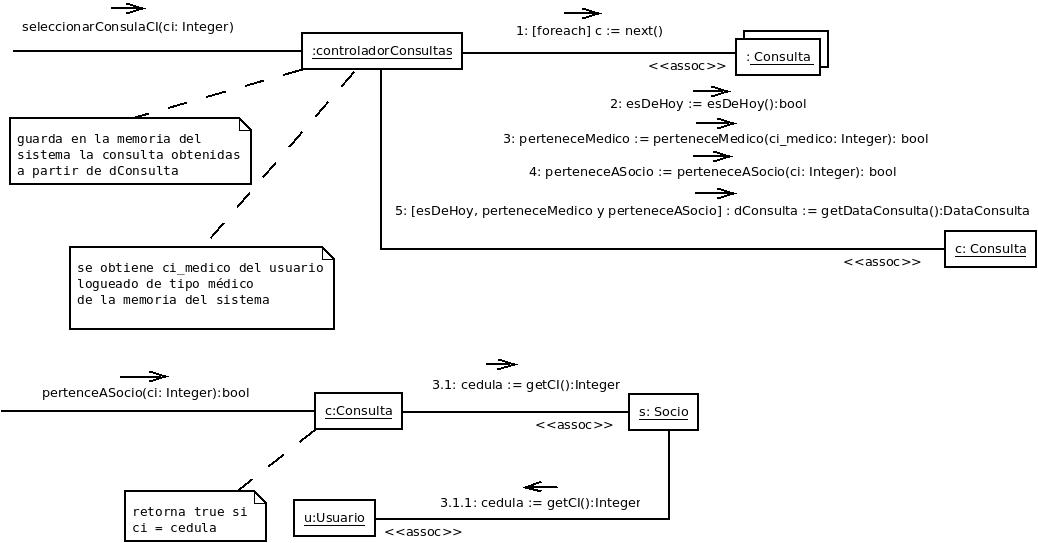 seleccionarConsulaCI(ci: Integer)
:controladorConsultas
1: [foreach] c := next()
<<assoc>>
: Consulta
2: esDeHoy := esDeHoy():bool
3: perteneceMedico := perteneceMedico(ci_medico: Integer): bool
4: perteneceASocio := perteneceASocio(ci: Integer): bool
5: [esDeHoy, perteneceMedico y perteneceASocio] : dConsulta := getDataConsulta():DataConsulta
<<assoc>>
c: Consulta
guarda en la memoria del
sistema la consulta obtenidas
a partir de dConsulta
se obtiene ci_medico del usuario
logueado de tipo médico
de la memoria del sistema
pertenceASocio(ci: Integer):bool
c:Consulta
3.1: cedula := getCI():Integer
<<assoc>>
s: Socio
retorna true si
ci = cedula
3.1.1: cedula := getCI():Integer
u:Usuario
<<assoc>>